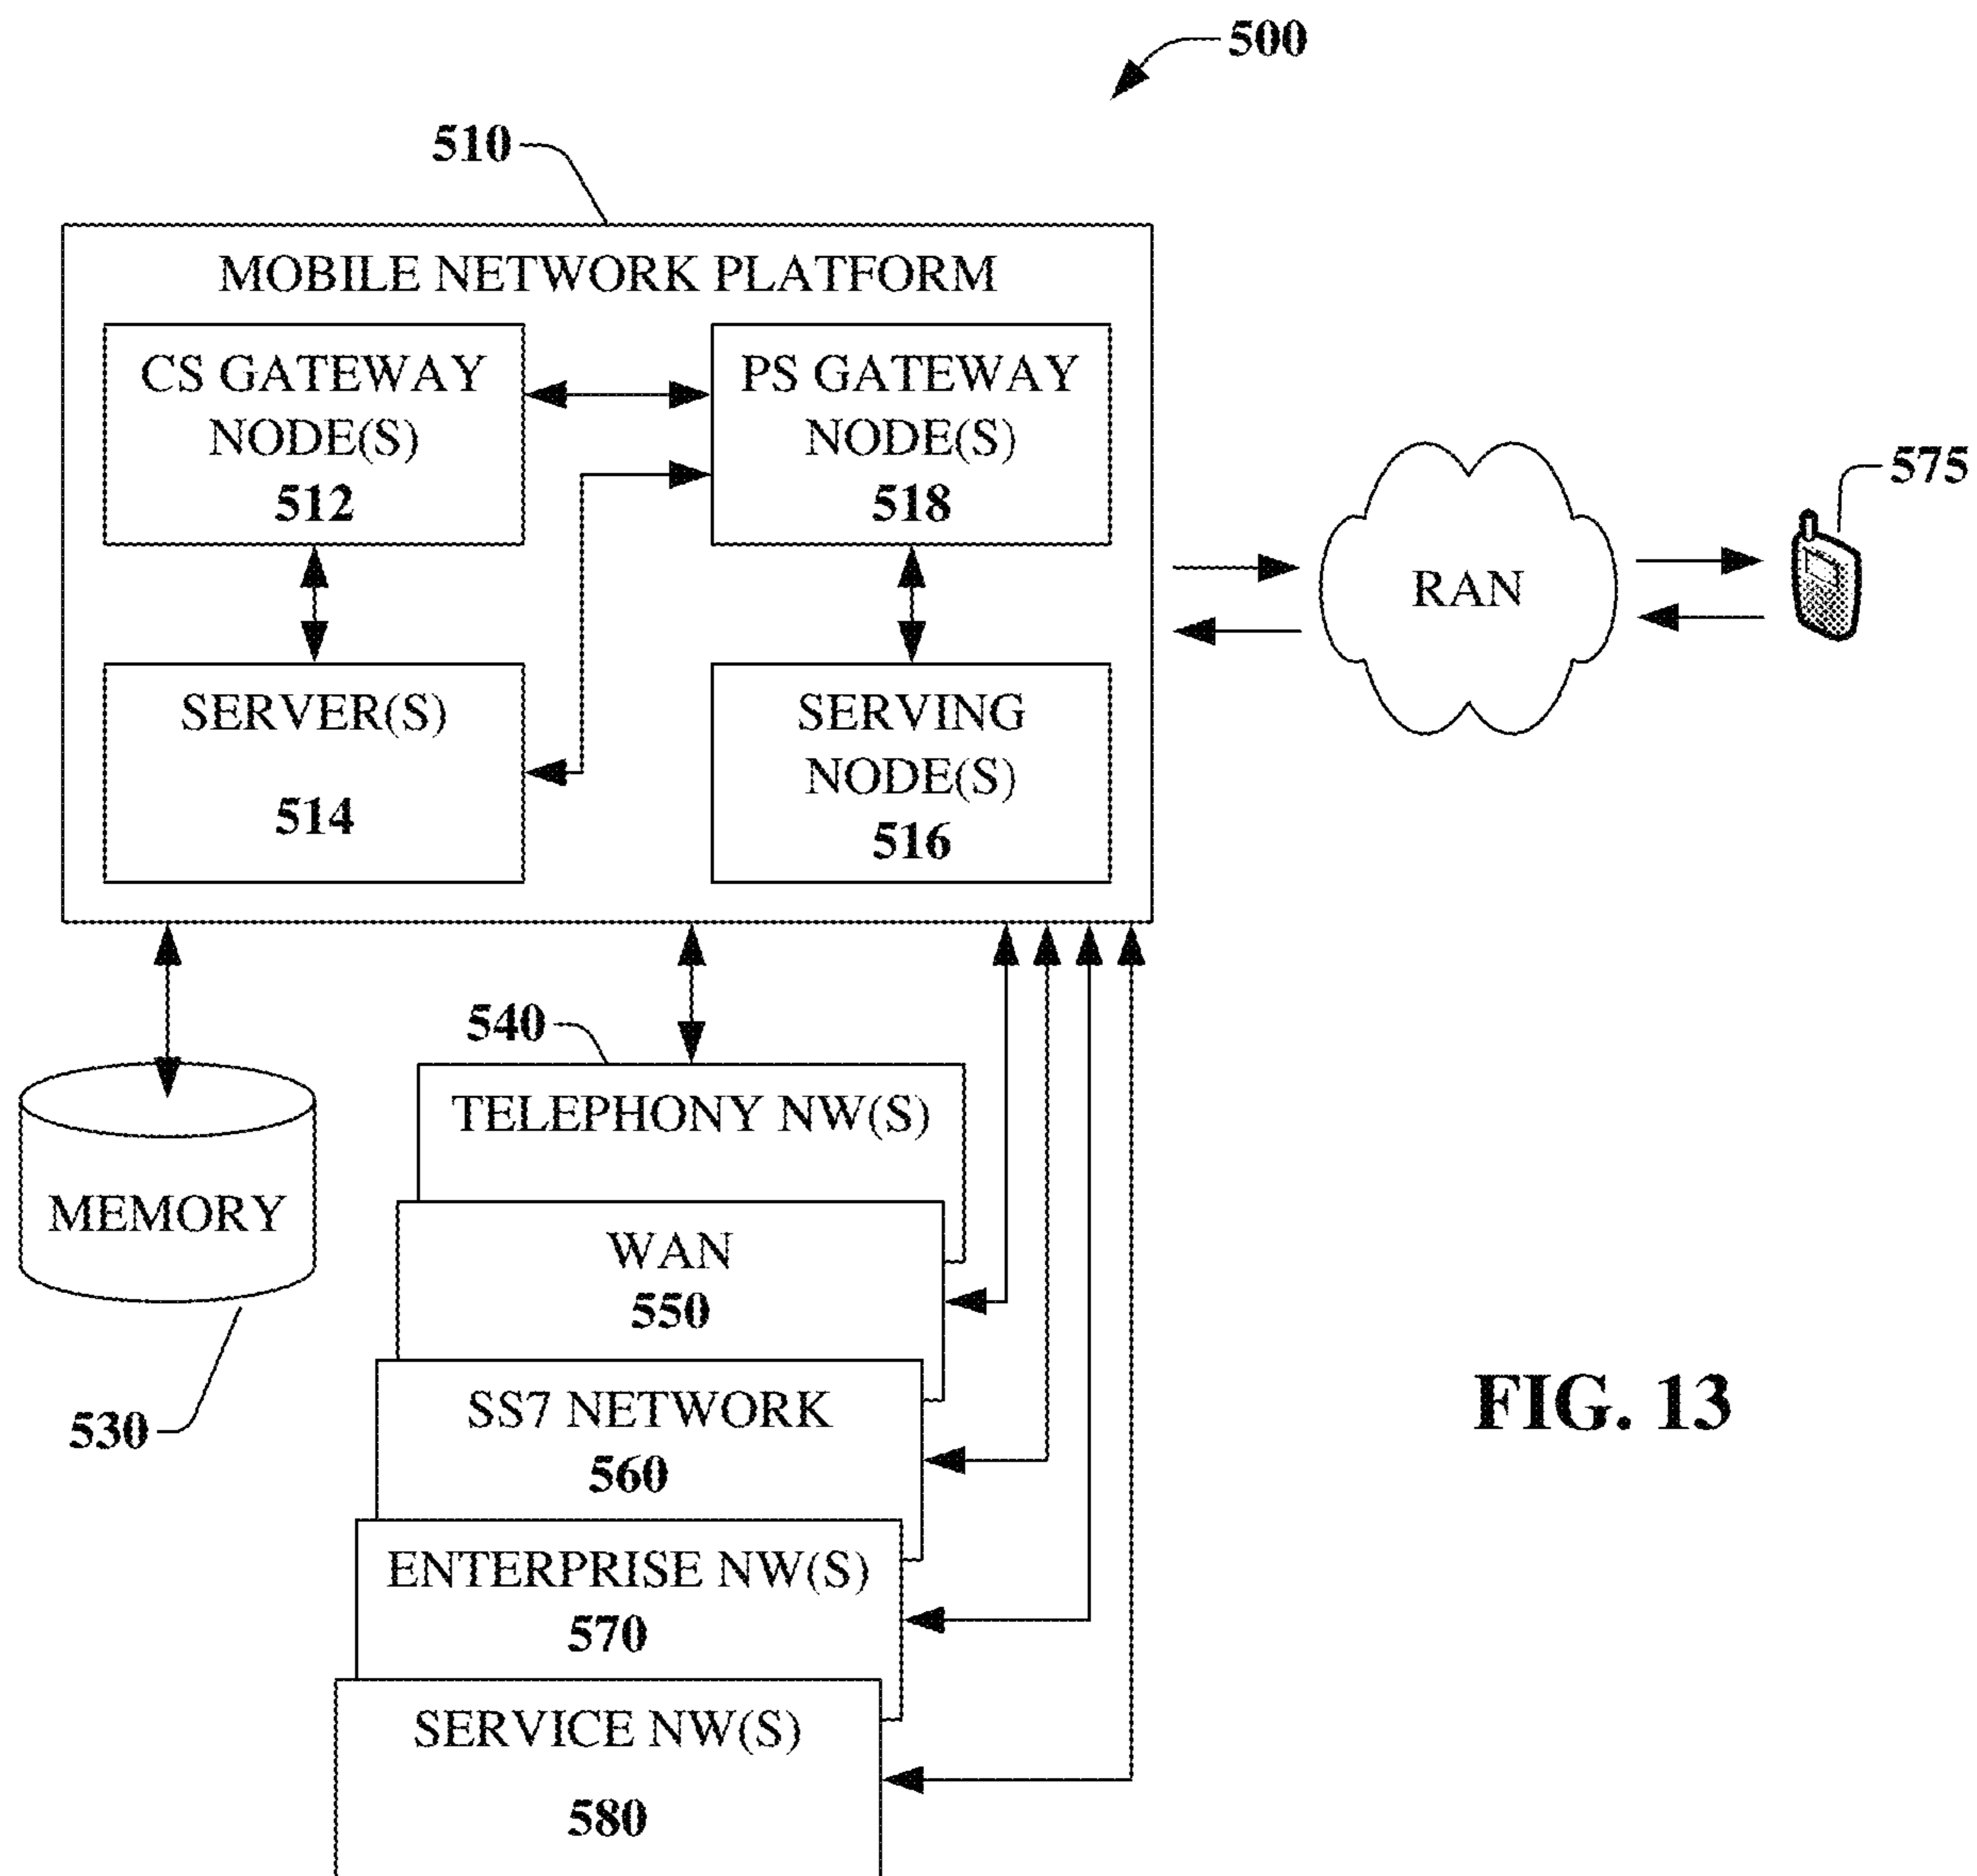 500
510
MOBILE NETWORK PLATFORM
CS GATEWAY
NODE(S)
512
PS GATEWAY
NODE(S)
518
SERVER(S)
514
SERVING
NODE(S)
516
RAN
575
540
TELEPHONY NW(S)
MEMORY
530
WAN
550
SS7 NETWORK
560
ENTERPRISE NW(S)
570
SERVICE NW(S)
580
FIG. 13